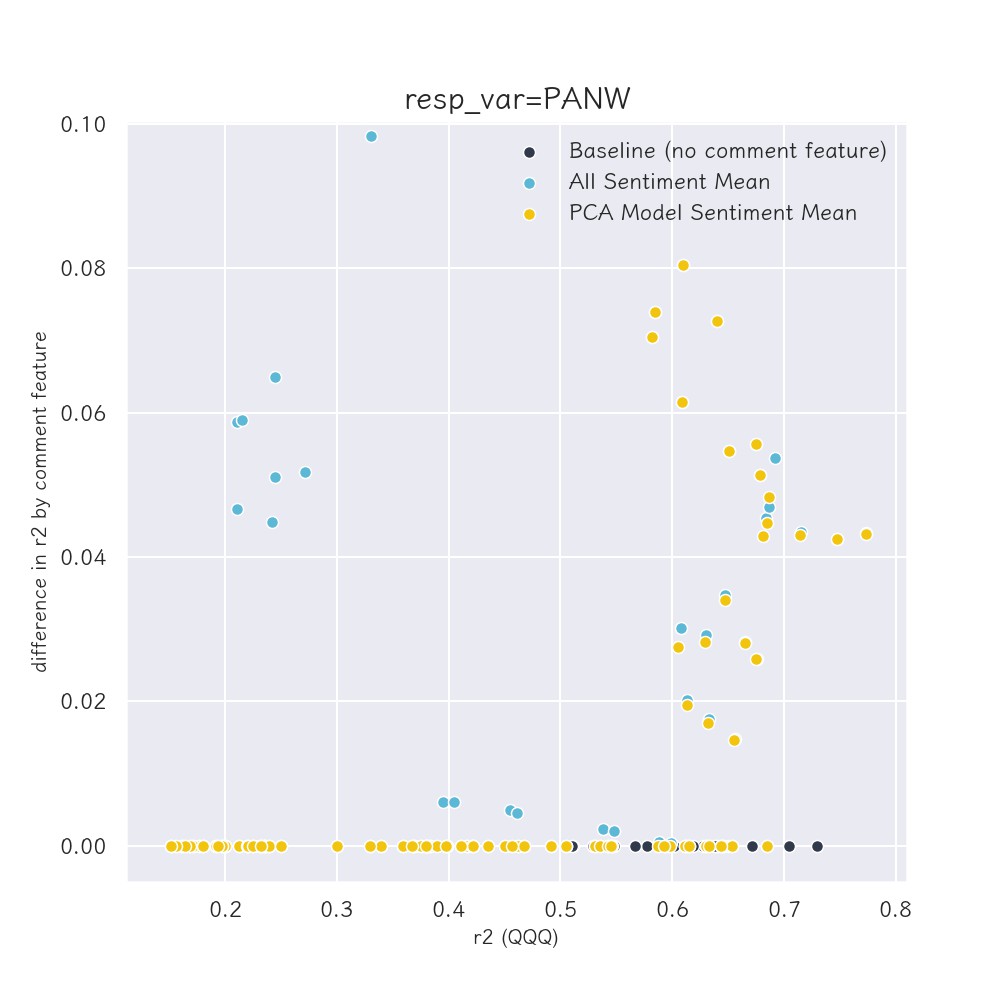 resp_var=PANW
Baseline (no comment feature)
All Sentiment Mean
PCA Model Sentiment Mean
difference in r2 by comment feature
0.10
0.08
0.06
0.04
0.02
0.00
0.2 0.3 0.4 0.5 0.6 0.7 0.8
r2 (QQQ)